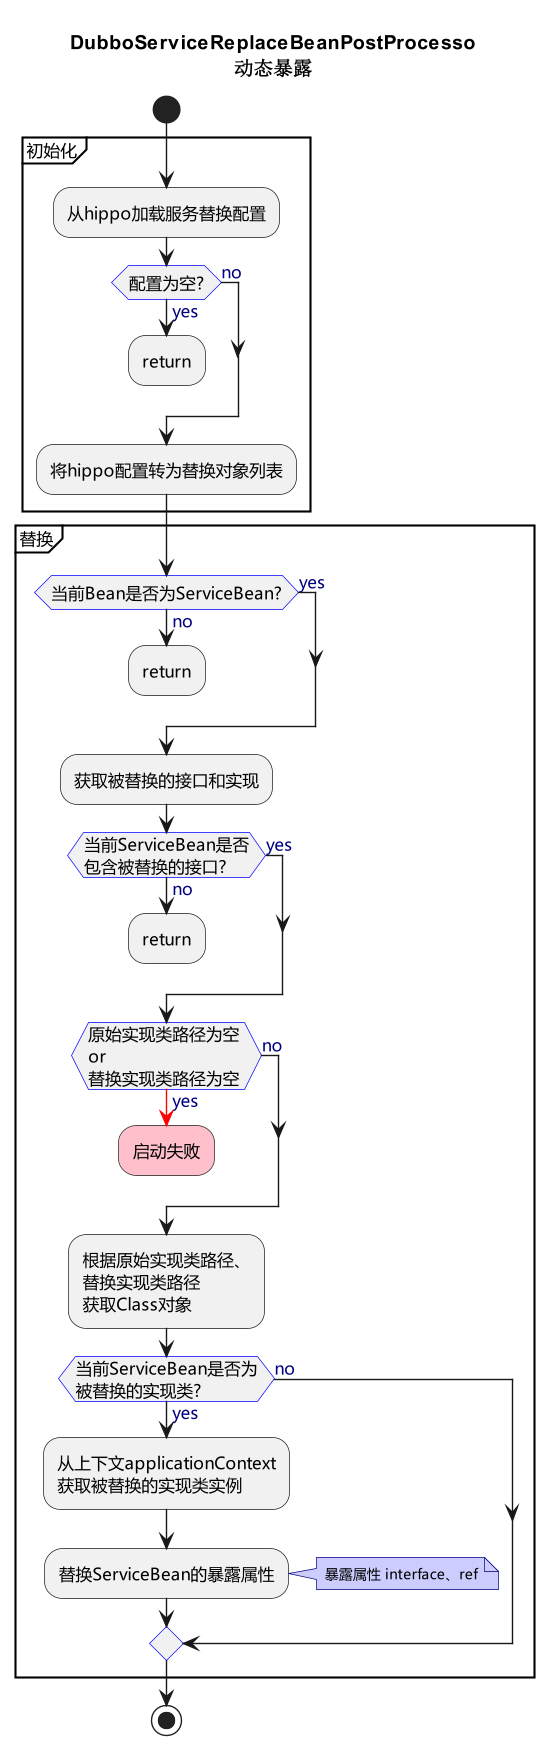 DubboServiceReplaceBeanPostProcesso
动态暴露
初始化
从hippo加载服务替换配置
配置为空?
no
yes
return
将hippo配置转为替换对象列表
替换
当前Bean是否为ServiceBean?
yes
no
return
获取被替换的接口和实现
当前ServiceBean是否
包含被替换的接口?
yes
no
return
原始实现类路径为空
or
替换实现类路径为空
no
yes
启动失败
根据原始实现类路径、
替换实现类路径
获取Class对象
当前ServiceBean是否为
被替换的实现类?
no
yes
从上下文applicationContext
获取被替换的实现类实例
替换ServiceBean的暴露属性
暴露属性 interface、ref